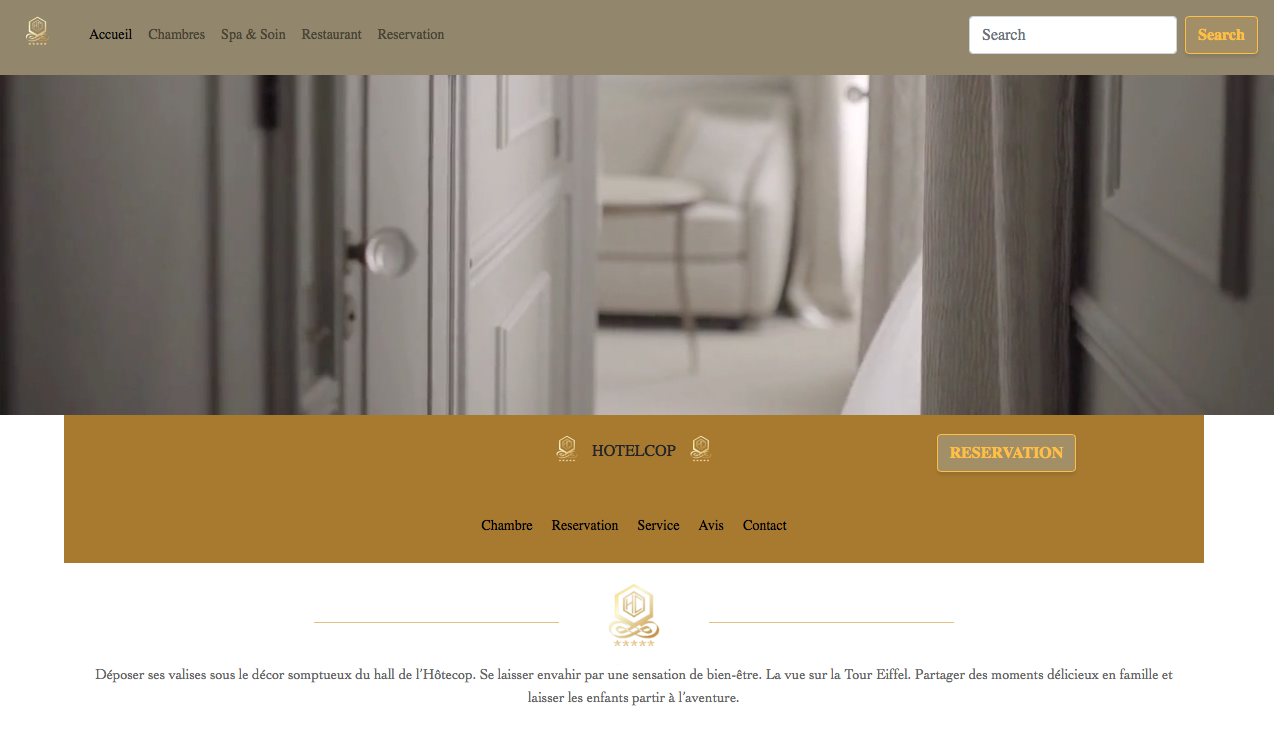 Accueil Chambres Spa & Soin Restaurant Reservation Search Search
HOTELCOP RESERVATION
Chambre Reservation Service Avis Contact
HC
Déposer ses valises sous le décor somptueux du hall de l'Hôtecop. Se laisser envahir par une sensation de bien-être. La vue sur la Tour Eiffel. Partager des moments délicieux en famille et
laisser les enfants partir à l'aventure.